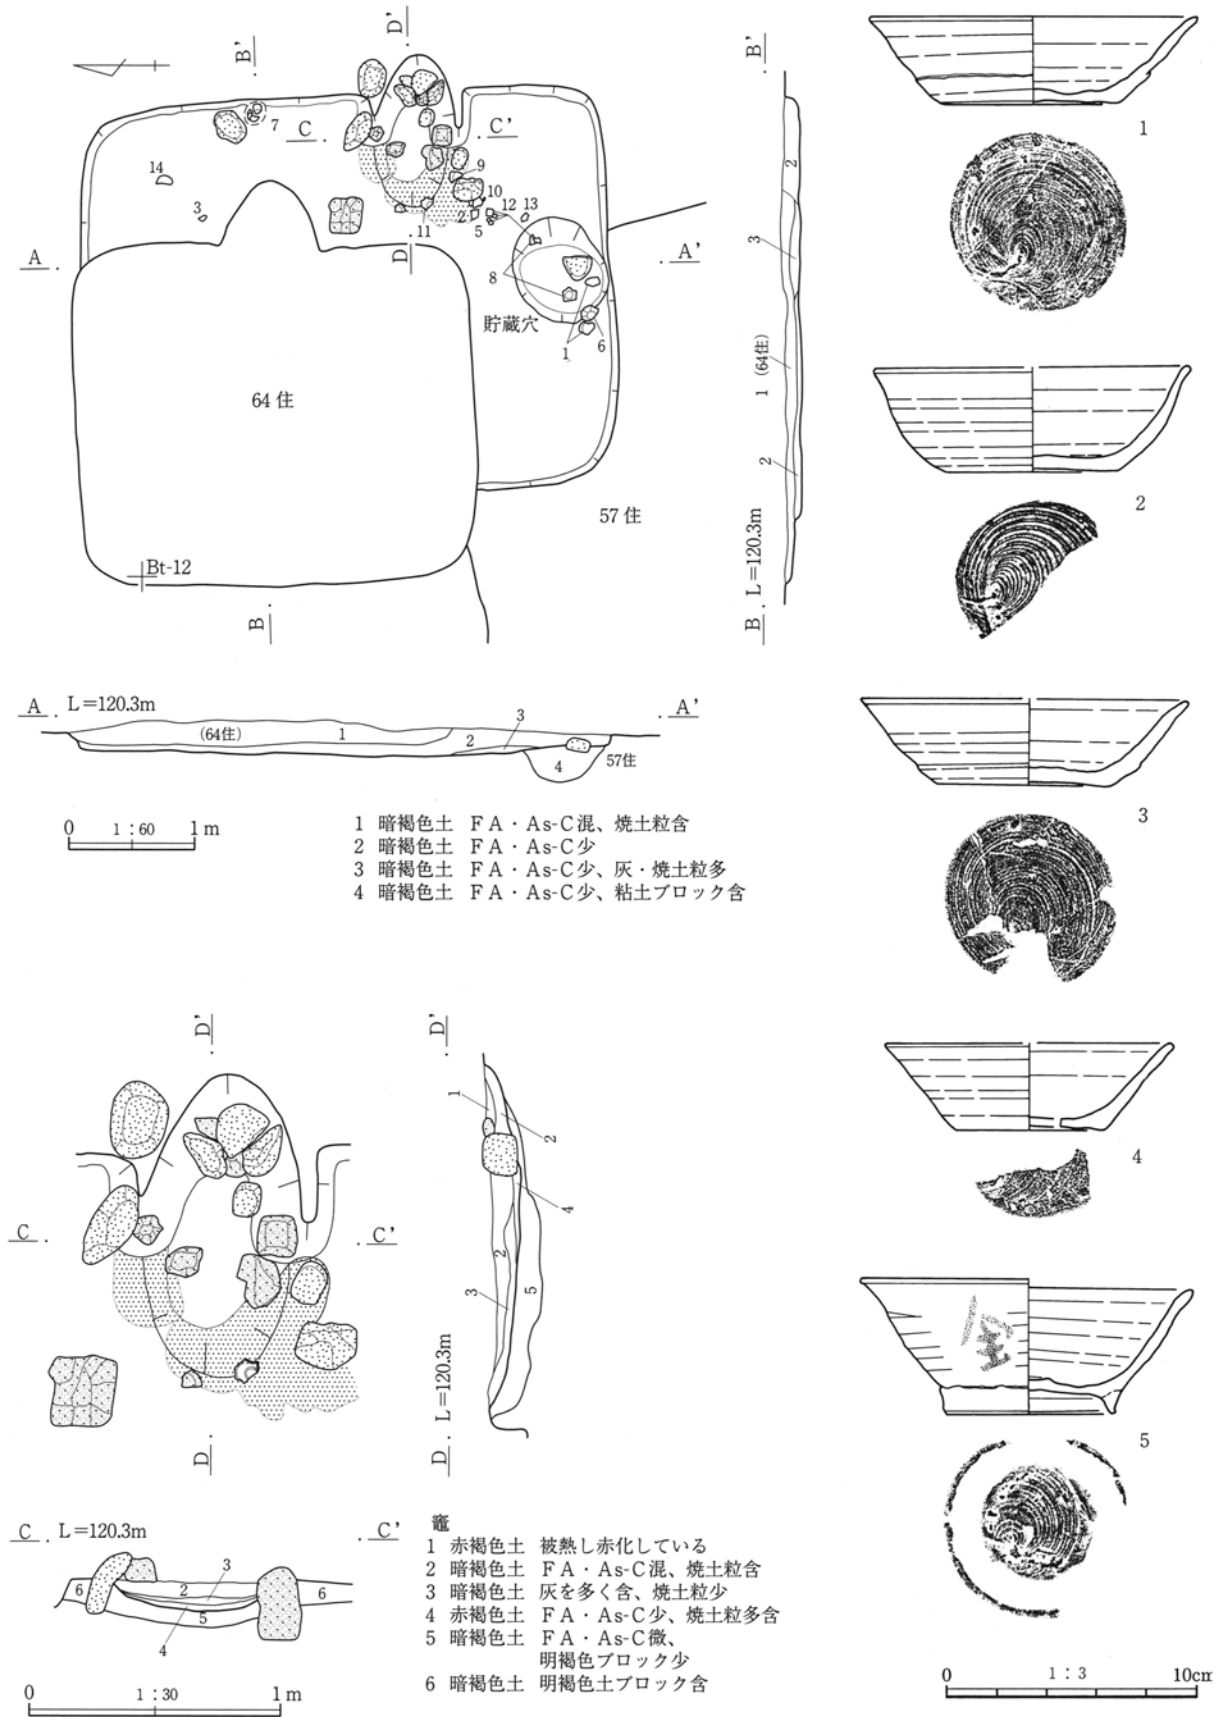 D'
B'
C
C'
7
14
3
9
10
12
13
2
5
11
D
A
A'
8
貯蔵穴
1
6
64 住
57 住
Bt-12
B
B'
2
3
1 (64住)
2
B L=120.3m
A L=120.3m
A'
(64住)
1
2
3
4
57住
0 1:60 1m
1 暗褐色土 FA・As-C混、焼土粒含
2 暗褐色土 FA・As-C少
3 暗褐色土 FA・As-C少、灰・焼土粒多
4 暗褐色土 FA・As-C少、粘土ブロック含
D'
C
C'
D
D'
1
2
4
2
3
5
D L=120.3m
C L=120.3m
C'
3
6
2
6
5
4
0 1:30 1m
竈
1 赤褐色土 被熱し赤化している
2 暗褐色土 FA・As-C混、焼土粒含
3 暗褐色土 灰を多く含、焼土粒少
4 赤褐色土 FA・As-C少、焼土粒多含
5 暗褐色土 FA・As-C微、
明褐色ブロック少
6 暗褐色土 明褐色土ブロック含
1
2
3
4
5
0 1:3 10cm